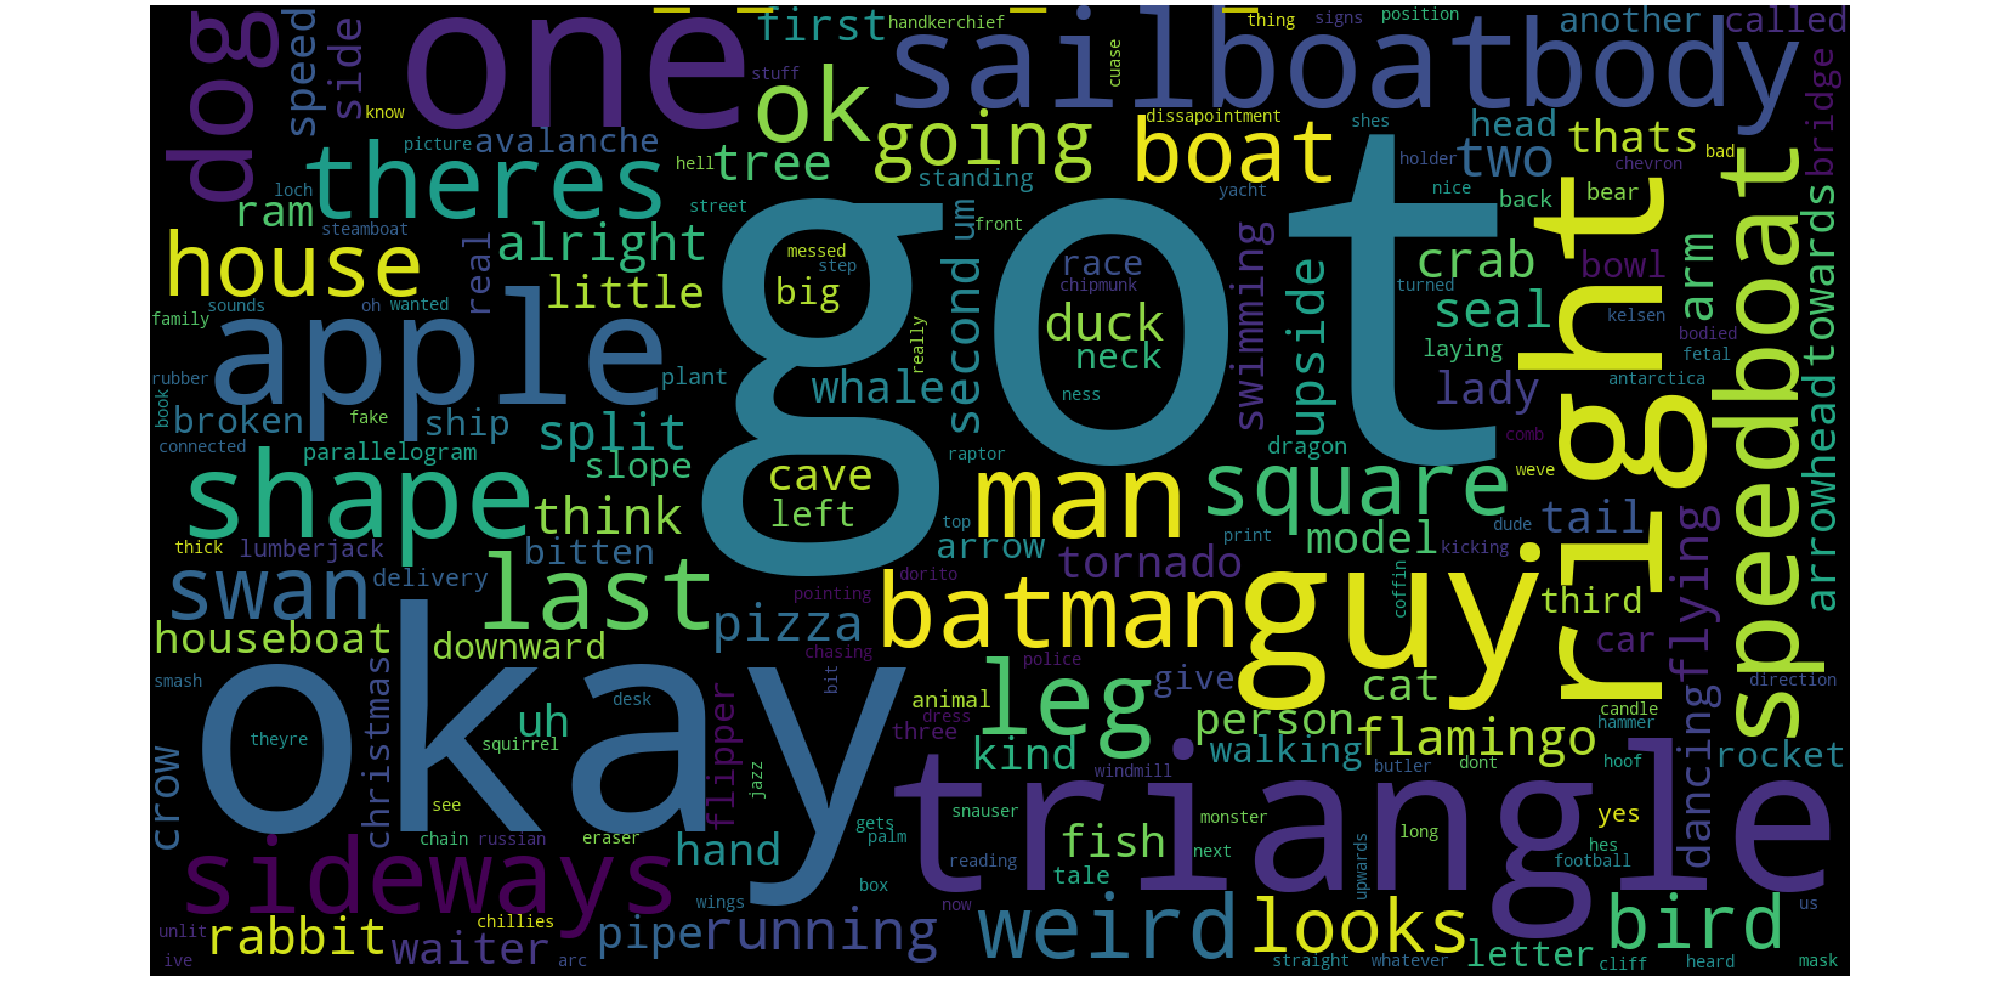 dog
speed
side
one
_ _
first
handkerchief
_ _
sailboat
body
thing
signs
position
another
called
stuff
cuase
bridge
know
ok
going
dissapointment
boat
shes
head
thats
picture
avalanche
hell
tree
standing
holder
two
chevron
bad
theres
loch
ram
steamboat
street
um
front
yacht
nice
back
bear
house
real
alright
messed
step
race
chipmunk
swimming
upside
crab
bowl
arm
towards
little
big
second
duck
neck
turned
seal
kelsen
sounds
oh
wanted
family
really
laying
bodied
fetal
speedboat
apple
got
right
rubber
plant
whale
ness
lady
antarctica
book
broken
fake
ship
split
comb
connected
parallelogram
slope
raptor
dragon
weve
arrowhead
shape
think
cave
left
man
square
top
print
dude
tail
thick
lumberjack
bitten
arrow
tornado
model
kicking
flying
swan
delivery
last
pointing
dorito
batman
guy
coffin
third
houseboat
downward
pizza
chasing
police
car
smash
christmas
bit
leg
give
cat
direction
okay
desk
animal
dress
person
candle
hammer
crow
theyre
uh
squirrel
flipper
three
kind
walking
flamingo
dancing
rocket
jazz
windmill
butler
dont
hoof
see
triangle
chain
russian
eraser
hand
gets
palm
snauser
monster
long
yes
sideways
reading
fish
next
hes
football
tale
upwards
box
wings
now
us
unlit
rabbit
chillies
waiter
pipe
running
weird
looks
bird
letter
ive
arc
straight
whatever
cliff
heard
mask